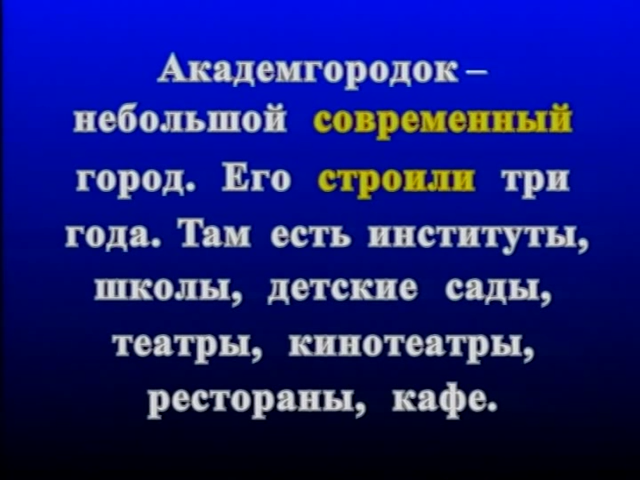 Академгородок –
небольшой современный
город. Его строили три
года. Там есть институты,
школы, детские сады,
театры, кинотеатры,
рестораны, кафе.